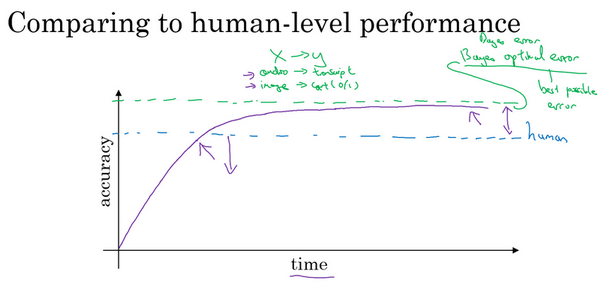 Comparing to human-level performance
Bayes error
Bayes optimal error
best possible
error
x → y
→ audio → transcript
→ image → cat (0/1)
human
accuracy
time